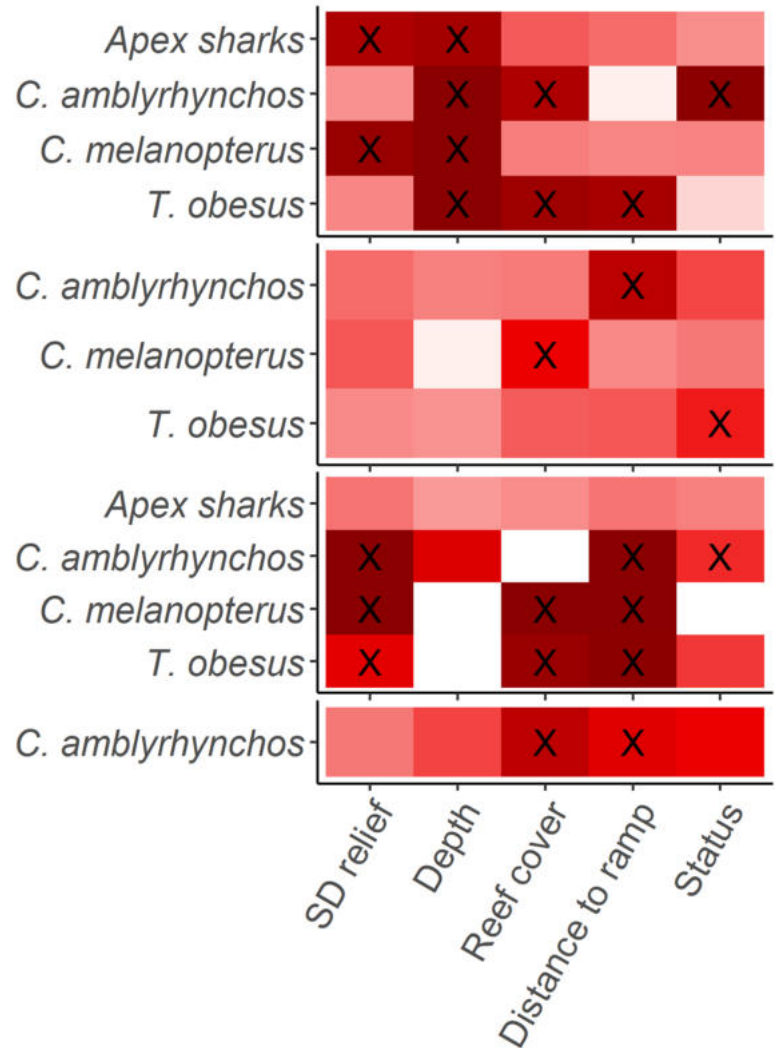 Apex sharks X X
C. amblyrhynchos X X X
C. melanopterus X X
T. obesus X X X
C. amblyrhynchos X
C. melanopterus X
T. obesus X
Apex sharks
C. amblyrhynchos X X X
C. melanopterus X X X
T. obesus X X X
C. amblyrhynchos X X
SD relief
Depth
Reef cover
Distance to ramp
Status